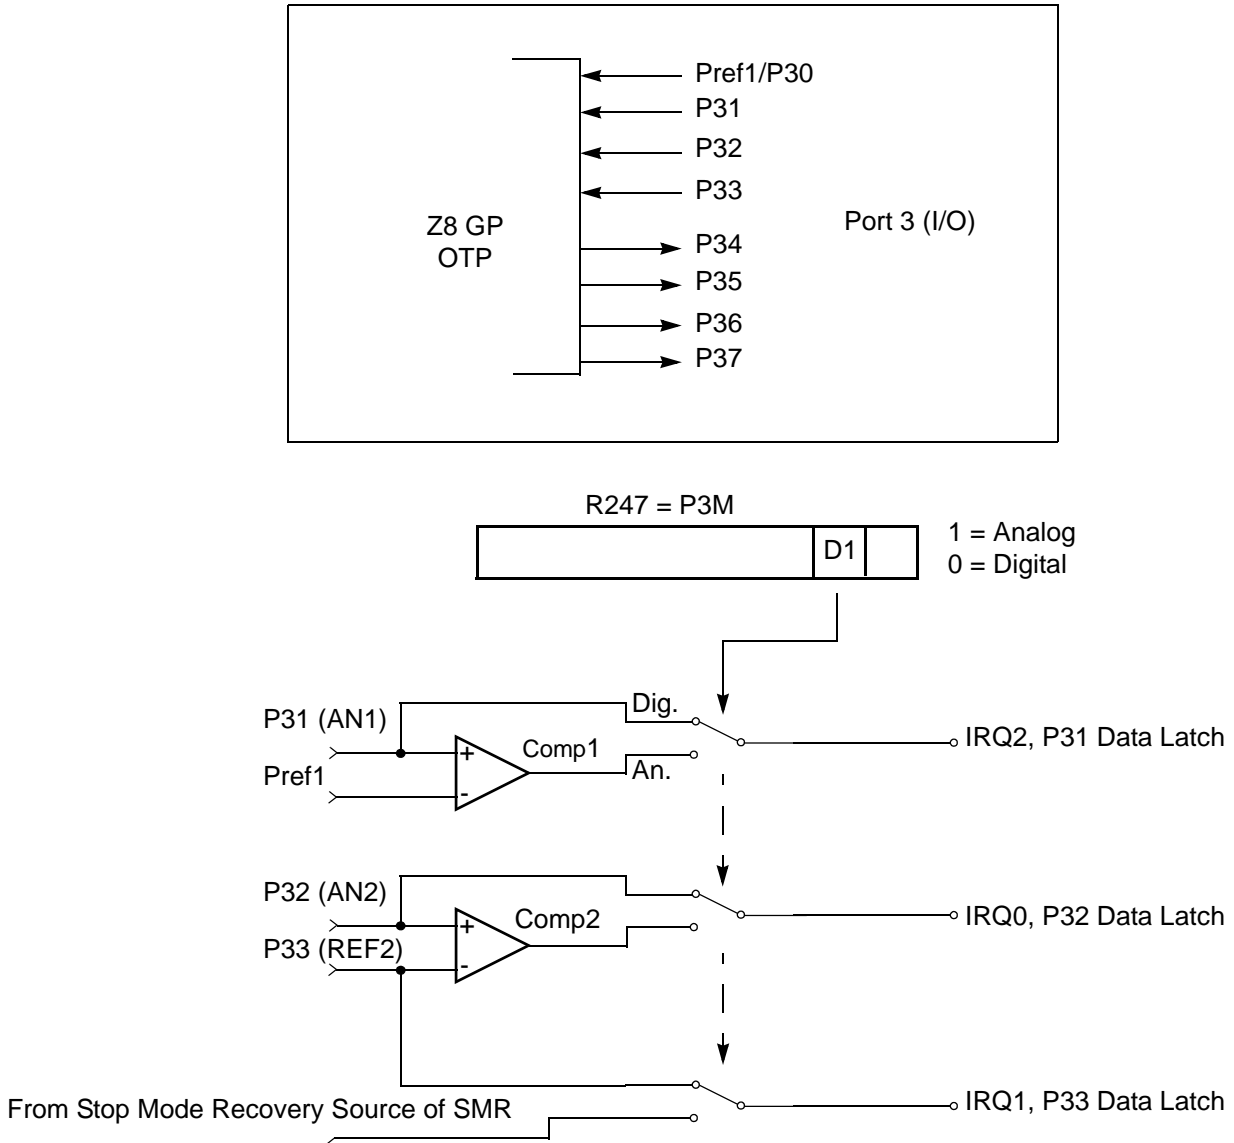 Pref1/P30
P31
P32
P33
Z8 GP
OTP
Port 3 (I/O)
P34
P35
P36
P37
R247 = P3M
D1
1 = Analog
0 = Digital
Dig.
P31 (AN1)
+
Comp1
IRQ2, P31 Data Latch
Pref1
-
An.
P32 (AN2)
+
Comp2
IRQ0, P32 Data Latch
P33 (REF2)
-
From Stop Mode Recovery Source of SMR
IRQ1, P33 Data Latch